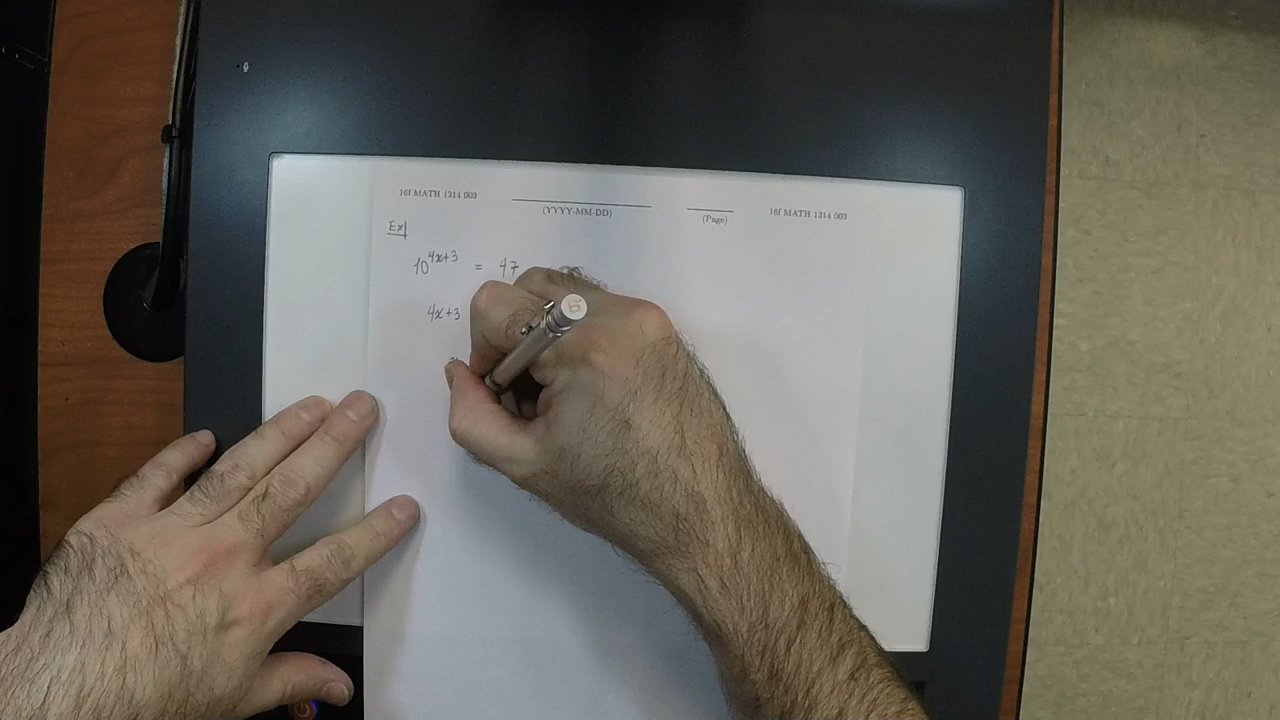 16f MATH 1314 003 (YYYY-MM-DD) (Page) 16f MATH 1314 003
Ex
10^{4x+3} = 47
4x+3